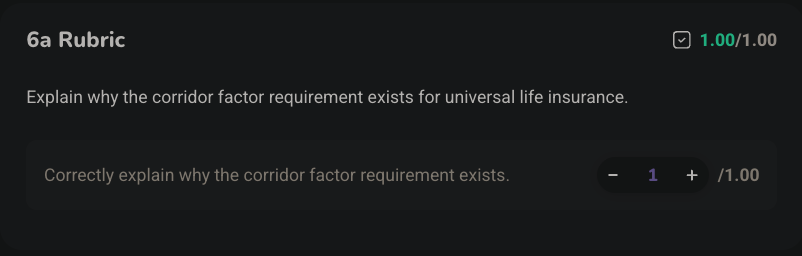 6a Rubric
1.00/1.00
Explain why the corridor factor requirement exists for universal life insurance.
Correctly explain why the corridor factor requirement exists.
− 1 + /1.00